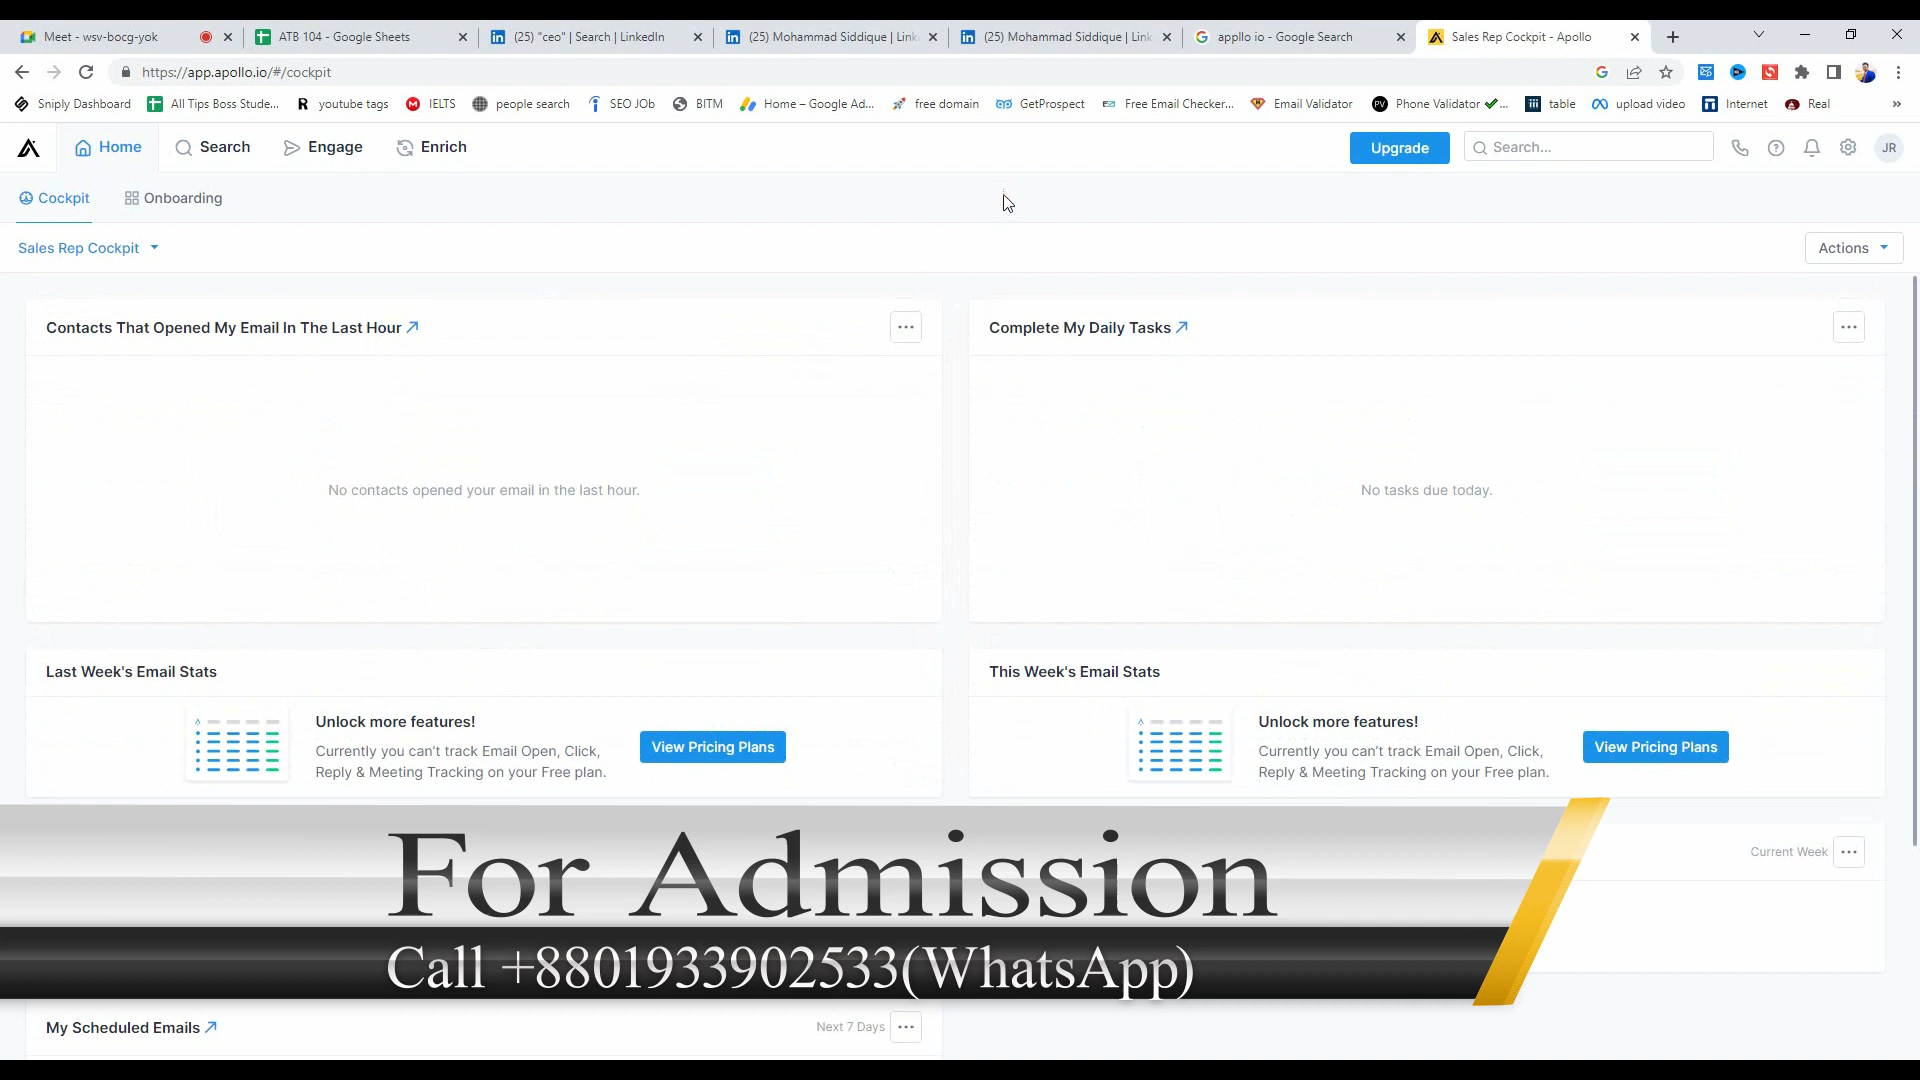 Meet - wsv-bocg-yok
ATB 104 - Google Sheets
(25) "ceo" | Search | LinkedIn
(25) Mohammad Siddique | Link
(25) Mohammad Siddique | Link
appllo io - Google Search
Sales Rep Cockpit - Apollo
https://app.apollo.io/#/cockpit
Sniply Dashboard
All Tips Boss Stude...
youtube tags
IELTS
people search
SEO JOb
BITM
Home – Google Ad...
free domain
GetProspect
Free Email Checker...
Email Validator
Phone Validator ✔...
table
upload video
Internet
Real
Home
Search
Engage
Enrich
Upgrade
Search...
JR
Cockpit
Onboarding
Sales Rep Cockpit
Actions
Contacts That Opened My Email In The Last Hour
Complete My Daily Tasks
No contacts opened your email in the last hour.
No tasks due today.
Last Week's Email Stats
This Week's Email Stats
Unlock more features!
Currently you can't track Email Open, Click,
Reply & Meeting Tracking on your Free plan.
View Pricing Plans
Unlock more features!
Currently you can't track Email Open, Click,
Reply & Meeting Tracking on your Free plan.
View Pricing Plans
Current Week
For Admission
Call +8801933902533(WhatsApp)
My Scheduled Emails
Next 7 Days